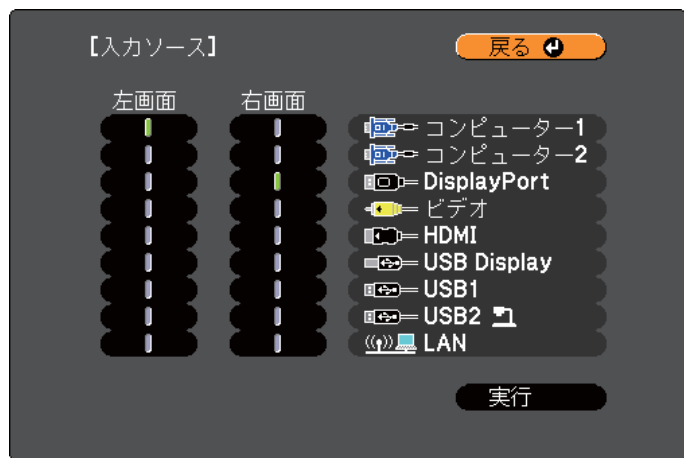 【入力ソース】
戻る
左画面 右画面
コンピューター1
コンピューター2
DisplayPort
ビデオ
HDMI
USB Display
USB1
USB2
LAN
実行